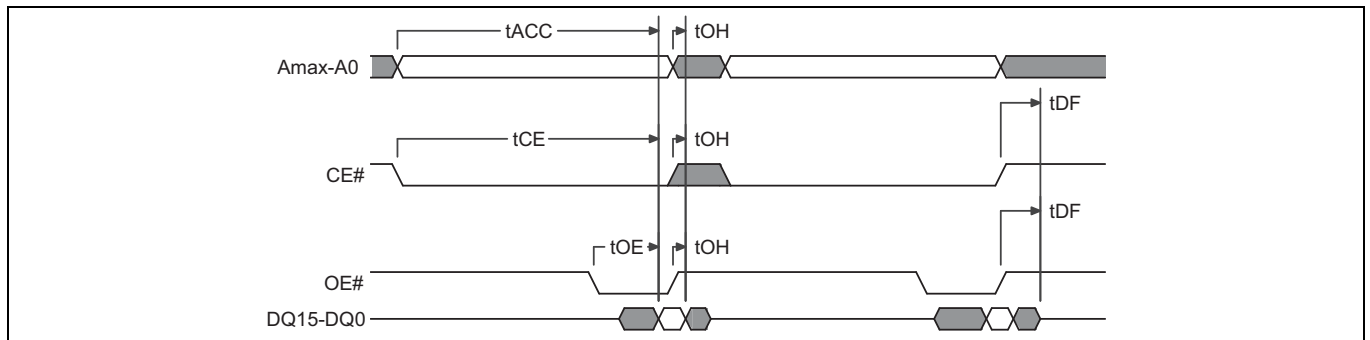 tACC tOH
Amax-A0
tDF
tCE tOH
CE#
tDF
tOE tOH
OE#
DQ15-DQ0